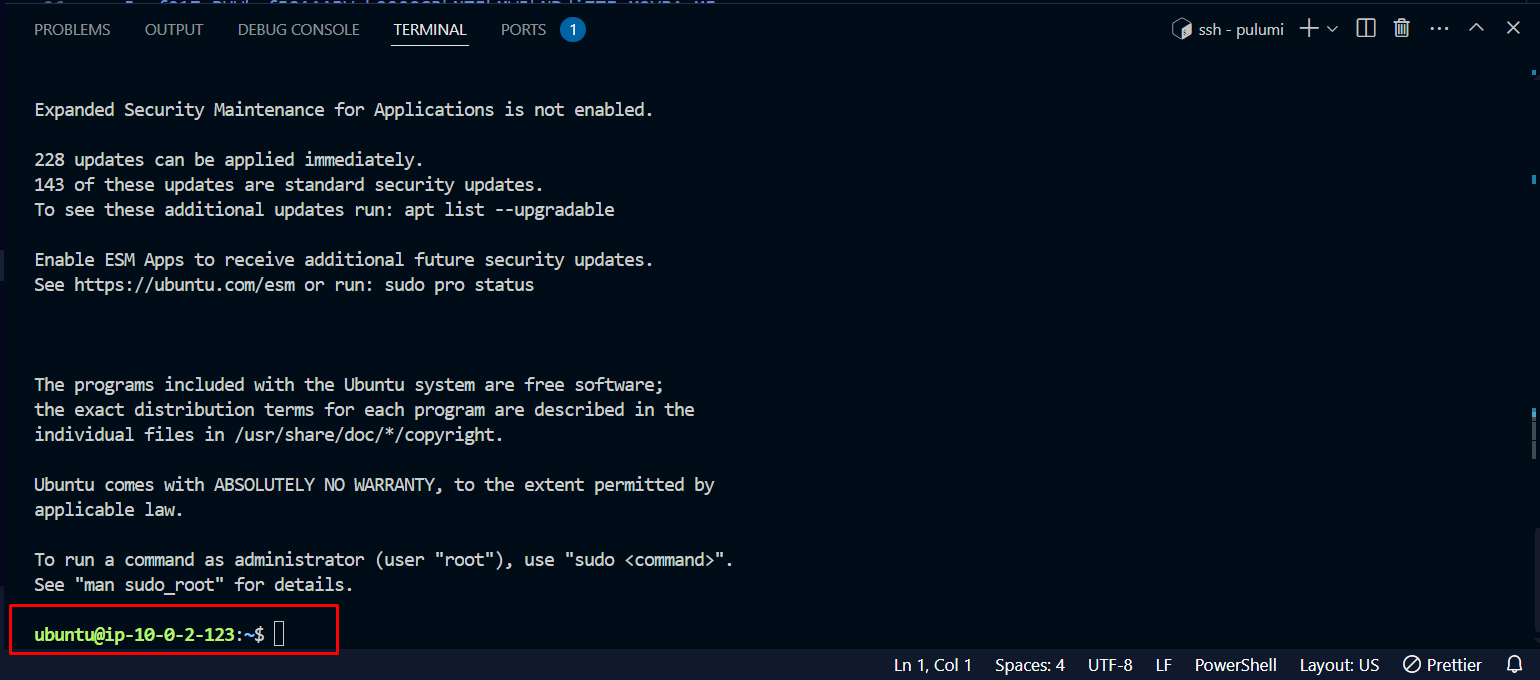 PROBLEMS OUTPUT DEBUG CONSOLE TERMINAL PORTS 1 ssh - pulumi
Expanded Security Maintenance for Applications is not enabled.
228 updates can be applied immediately.
143 of these updates are standard security updates.
To see these additional updates run: apt list --upgradable
Enable ESM Apps to receive additional future security updates.
See https://ubuntu.com/esm or run: sudo pro status
The programs included with the Ubuntu system are free software;
the exact distribution terms for each program are described in the
individual files in /usr/share/doc/*/copyright.
Ubuntu comes with ABSOLUTELY NO WARRANTY, to the extent permitted by
applicable law.
To run a command as administrator (user "root"), use "sudo <command>".
See "man sudo_root" for details.
ubuntu@ip-10-0-2-123:~$
Ln 1, Col 1 Spaces: 4 UTF-8 LF PowerShell Layout: US Prettier